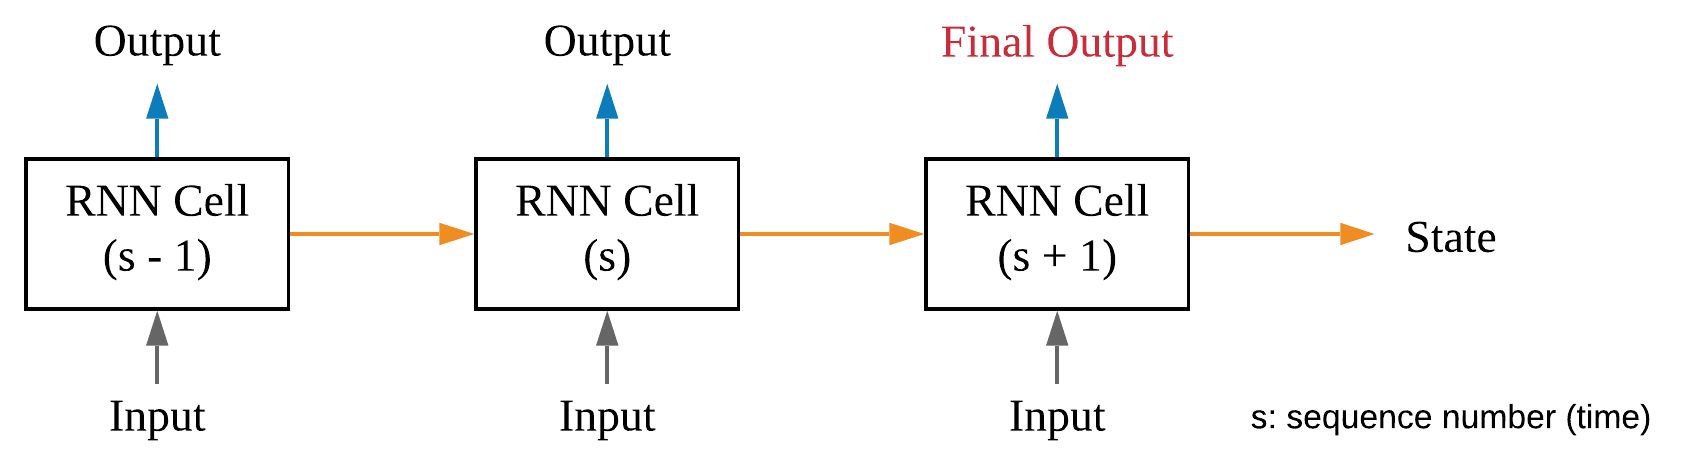 Output
Output
Final Output
RNN Cell
(s - 1)
RNN Cell
(s)
RNN Cell
(s + 1)
State
Input
Input
Input
s: sequence number (time)